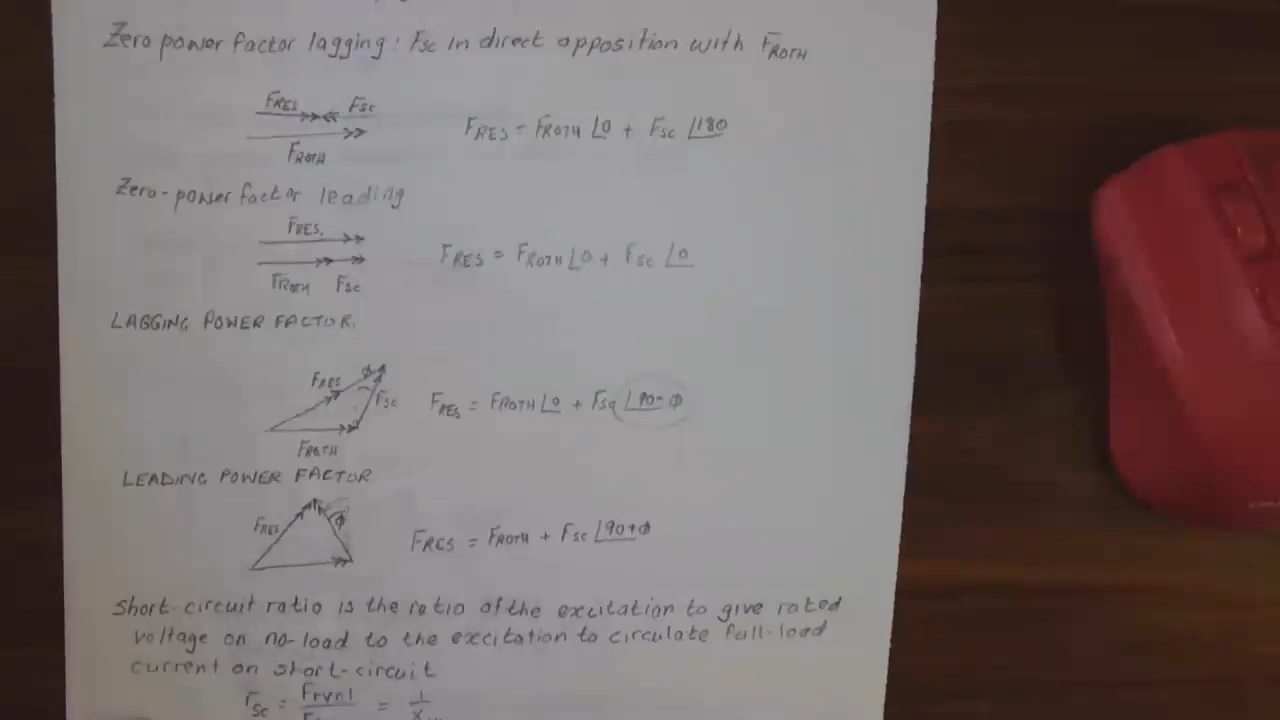 Zero power factor lagging: Fsc in direct opposition with FROTH
FRES Fsc
FROTH
FRES = FROTH ∠0 + Fsc ∠180
Zero-power factor leading
FRES.
FROTH Fsc
FRES = FROTH ∠0 + Fsc ∠0
LAGGING POWER FACTOR.
FRES Φ Fsc
FROTH
FRES = FROTH ∠0 + Fsc ∠90-Φ
LEADING POWER FACTOR
FRES Φ
FRES = FROTH + Fsc ∠90+Φ
Short-circuit ratio is the ratio of the excitation to give rated
voltage on no-load to the excitation to circulate full-load
current on short-circuit
rsc = Frvnl = 1